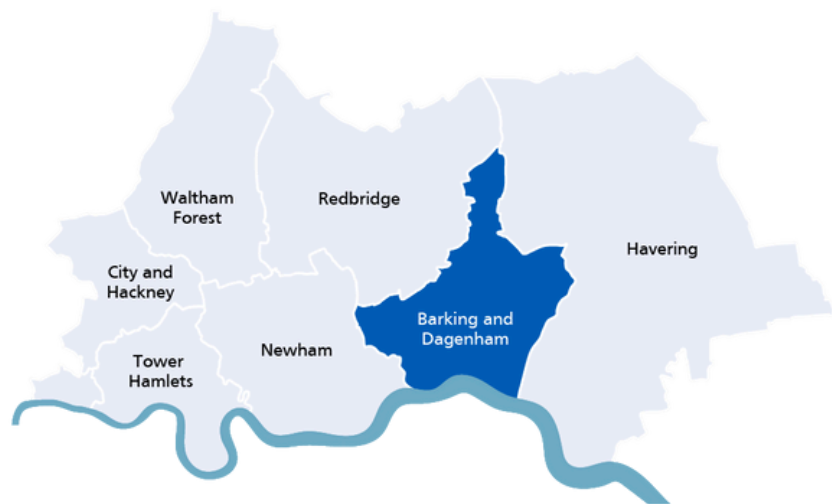 Waltham
Forest
Redbridge
Havering
City and
Hackney
Barking and
Dagenham
Newham
Tower
Hamlets